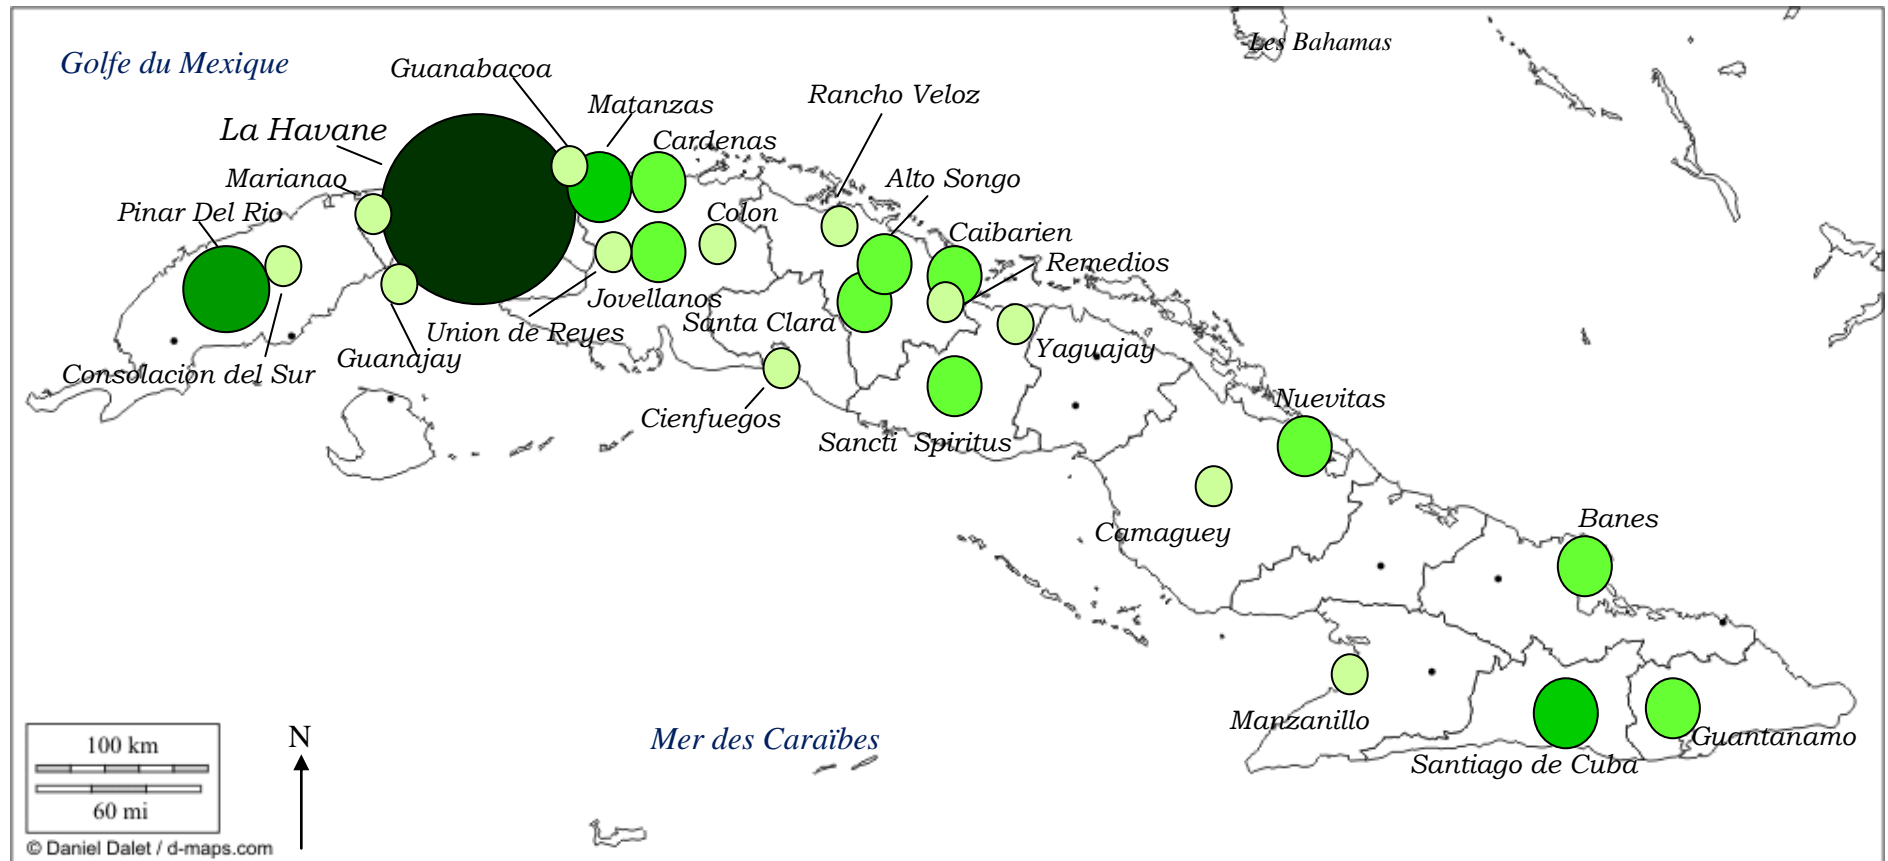 Les Bahamas
Golfe du Mexique
Guanabacoa
Matanzas
Rancho Veloz
La Havane
Cardenas
Marianao
Alto Songo
Pinar Del Rio
Colon
Caibarien
Remedios
Jovellanos
Santa Clara
Union de Reyes
Guanajay
Yaguajay
Consolacion del Sur
Nuevitas
Cienfuegos
Sancti Spiritus
Banes
Camaguey
Manzanillo
Guantanamo
Mer des Caraïbes
Santiago de Cuba
N
100 km
60 mi
© Daniel Dalet / d-maps.com